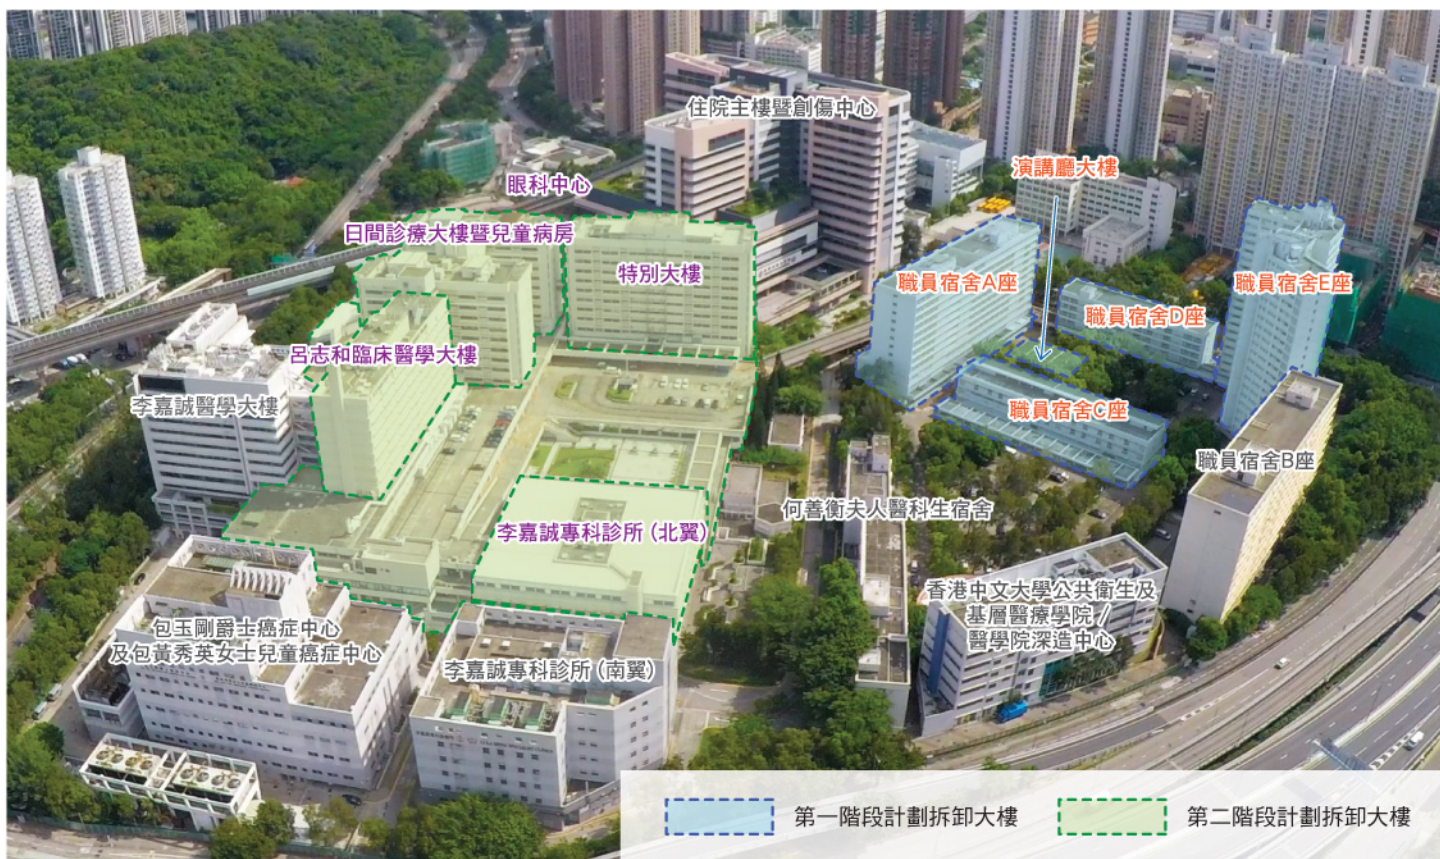 住院主樓暨創傷中心
演講廳大樓
眼科中心
日間診療大樓暨兒童病房
特別大樓
職員宿舍A座
職員宿舍E座
職員宿舍D座
呂志和臨床醫學大樓
李嘉誠醫學大樓
職員宿舍C座
職員宿舍B座
何善衡夫人醫科生宿舍
李嘉誠專科診所（北翼）
香港中文大學公共衛生及
基層醫療學院 /
醫學院深造中心
包玉剛爵士癌症中心
及包黃秀英女士兒童癌症中心
李嘉誠專科診所（南翼）
第一階段計劃拆卸大樓
第二階段計劃拆卸大樓